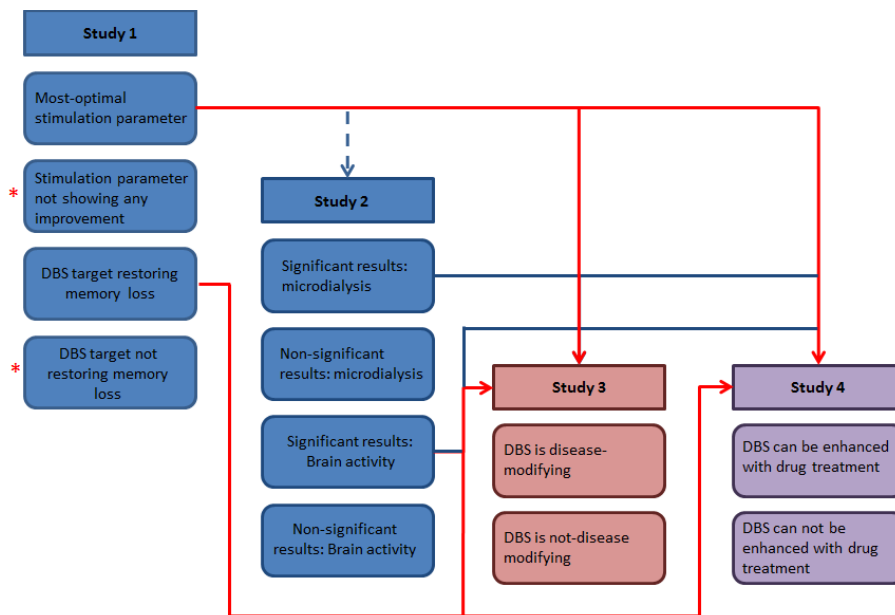 Study 1
Most-optimal
stimulation parameter
*
Stimulation parameter
not showing any
improvement
DBS target restoring
memory loss
*
DBS target not
restoring memory
loss
Study 2
Significant results:
microdialysis
Non-significant
results: microdialysis
Significant results:
Brain activity
Non-significant
results: Brain activity
Study 3
DBS is disease-
modifying
DBS is not-disease
modifying
Study 4
DBS can be enhanced
with drug treatment
DBS can not be
enhanced with drug
treatment